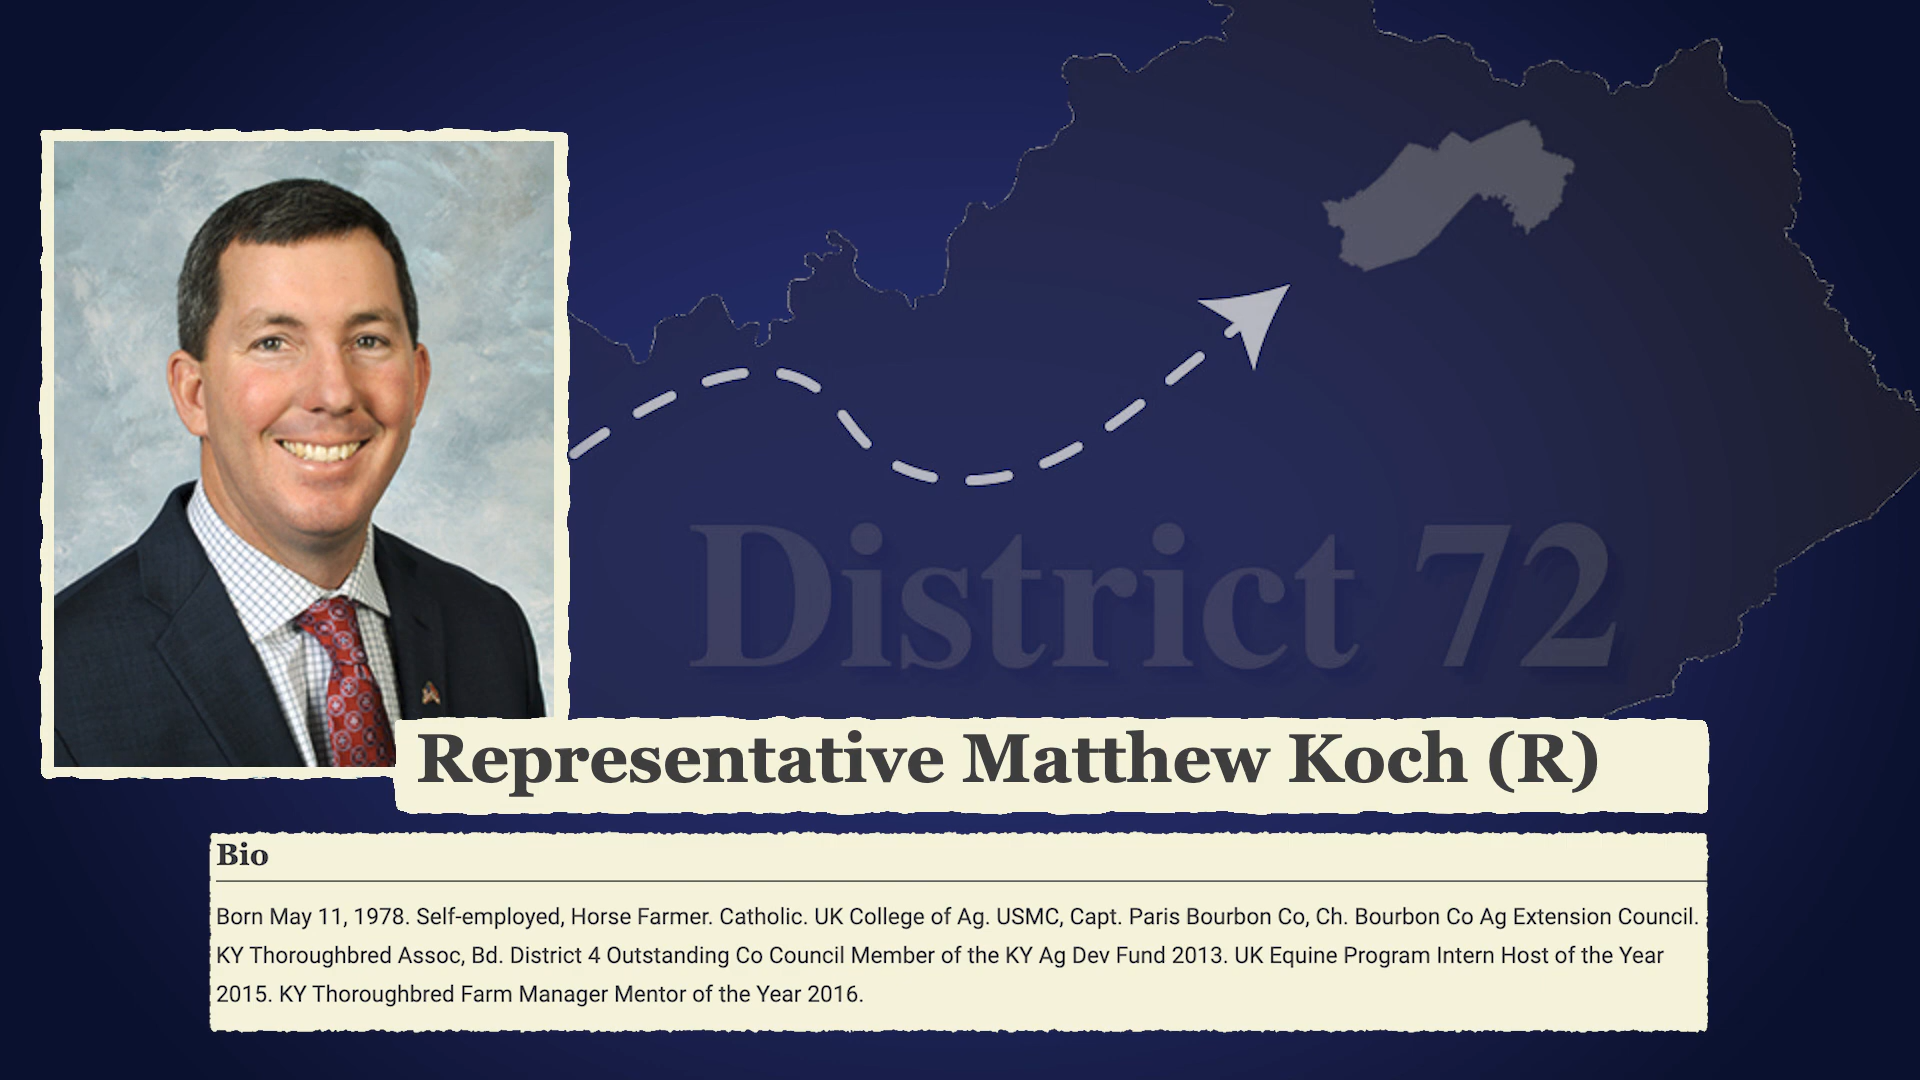 District 72
Representative Matthew Koch (R)
Bio
Born May 11, 1978. Self-employed, Horse Farmer. Catholic. UK College of Ag. USMC, Capt. Paris Bourbon Co, Ch. Bourbon Co Ag Extension Council.
KY Thoroughbred Assoc, Bd. District 4 Outstanding Co Council Member of the KY Ag Dev Fund 2013. UK Equine Program Intern Host of the Year
2015. KY Thoroughbred Farm Manager Mentor of the Year 2016.